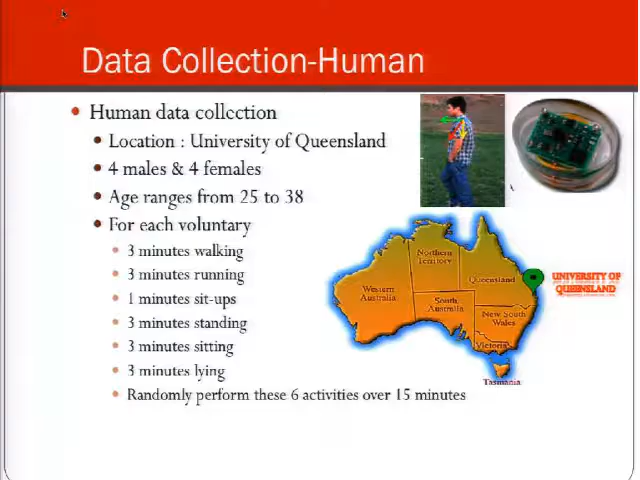 Data Collection-Human
Human data collection
Location : University of Queensland
4 males & 4 females
Age ranges from 25 to 38
For each voluntary
3 minutes walking
3 minutes running
1 minutes sit-ups
3 minutes standing
3 minutes sitting
3 minutes lying
Randomly perform these 6 activities over 15 minutes
Northern
Territory
Queensland
Western
Australia
South
Australia
New South
Wales
Victoria
Tasmania
UNIVERSITY OF
QUEENSLAND